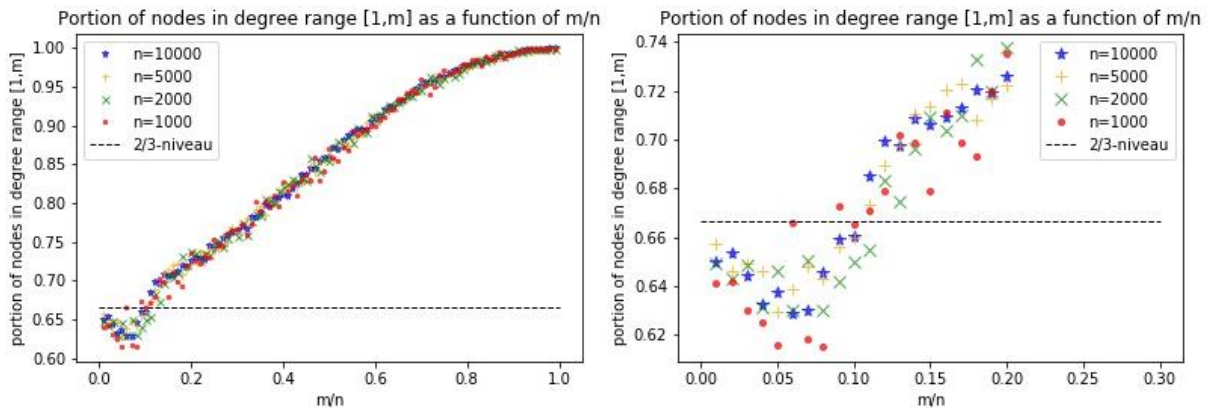 Portion of nodes in degree range [1,m] as a function of m/n
portion of nodes in degree range [1,m]
1.00
0.95
0.90
0.85
0.80
0.75
0.70
0.65
0.60
n=10000
n=5000
n=2000
n=1000
2/3-niveau
0.0
0.2
0.4
0.6
0.8
1.0
m/n
Portion of nodes in degree range [1,m] as a function of m/n
portion of nodes in degree range [1,m]
0.74
0.72
0.70
0.68
0.66
0.64
0.62
n=10000
n=5000
n=2000
n=1000
2/3-niveau
0.00
0.05
0.10
0.15
0.20
0.25
0.30
m/n